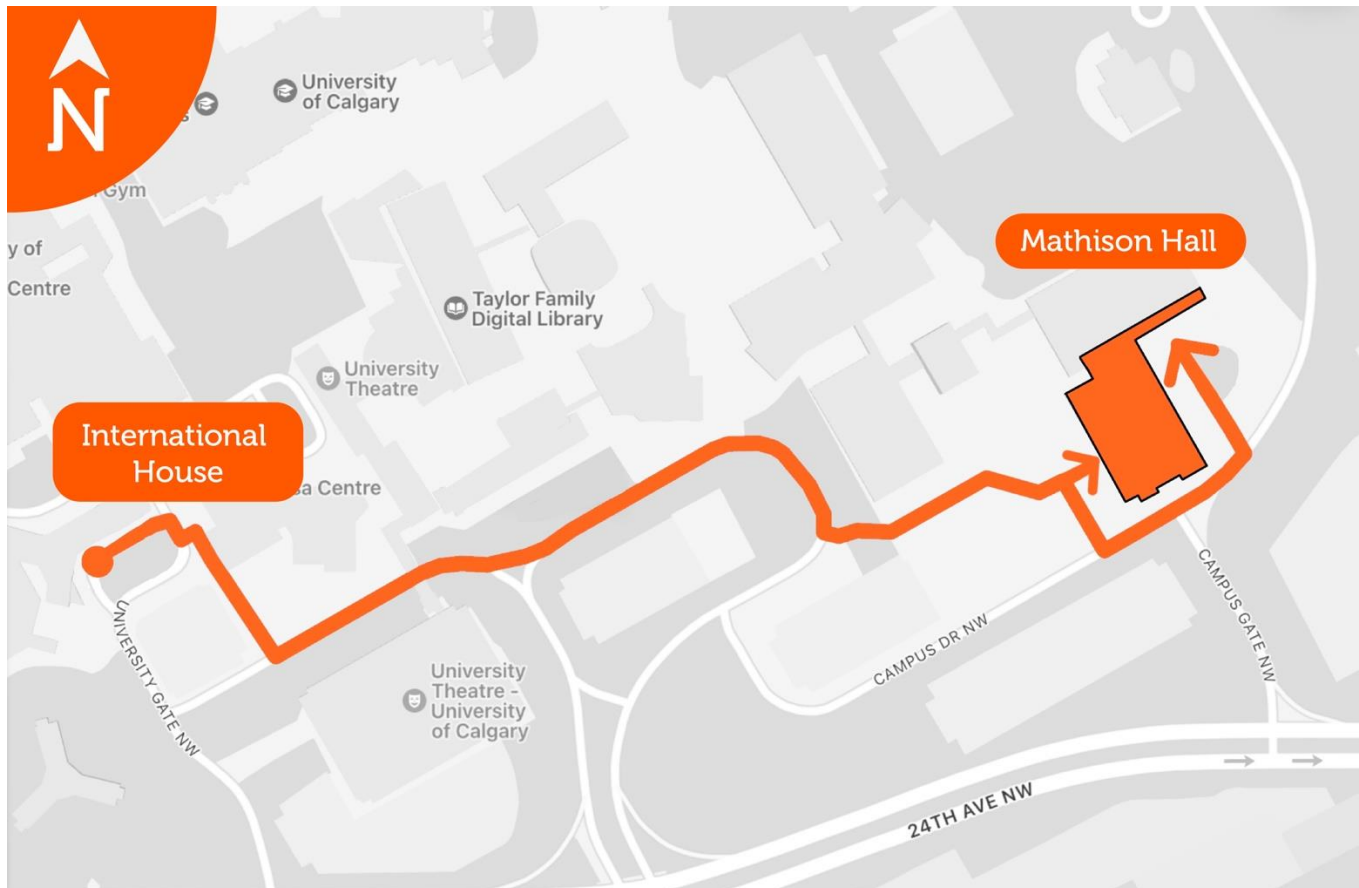 N
University
of Calgary
Gym
y of
Centre
Mathison Hall
Taylor Family
Digital Library
University
Theatre
International
House
sa Centre
UNIVERSITY GATE NW
University
Theatre -
University
of Calgary
CAMPUS DR NW
CAMPUS GATE NW
24TH AVE NW